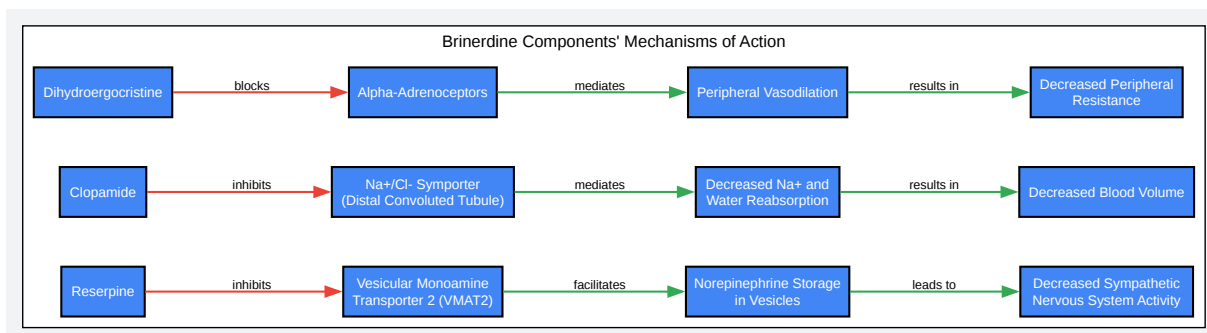 Brinerdine Components' Mechanisms of Action
Dihydroergocristine
blocks
Alpha-Adrenoceptors
mediates
Peripheral Vasodilation
results in
Decreased Peripheral
Resistance
Clopamide
inhibits
Na+/Cl- Symporter
(Distal Convoluted Tubule)
mediates
Decreased Na+ and
Water Reabsorption
results in
Decreased Blood Volume
Reserpine
inhibits
Vesicular Monoamine
Transporter 2 (VMAT2)
facilitates
Norepinephrine Storage
in Vesicles
leads to
Decreased Sympathetic
Nervous System Activity